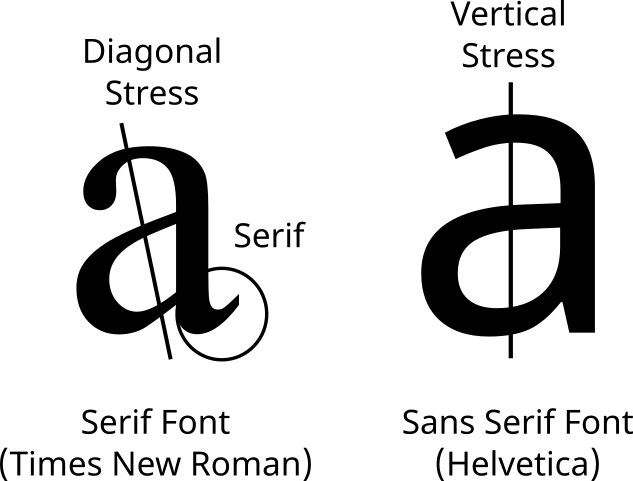 Diagonal
Stress
a
Serif
Serif Font
(Times New Roman)
Vertical
Stress
a
Sans Serif Font
(Helvetica)